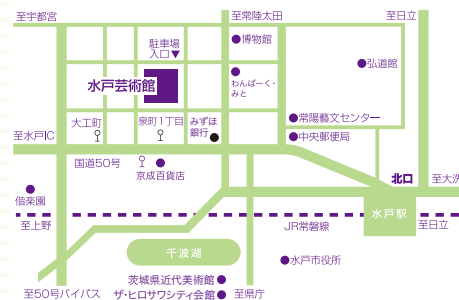 至宇都宮
至常陸太田
至日立
駐車場
入口▼
博物館
弘道館
水戸芸術館
わんぱーく・
みと
大工町
泉町1丁目
みずほ
銀行
常陽藝文センター
中央郵便局
至水戸IC
国道50号
京成百貨店
北口
至大洗
偕楽園
水戸駅
至上野
JR常磐線
至日立
千波湖
水戸市役所
茨城県近代美術館
至50号バイパス
ザ・ヒロサワシティ会館
至県庁